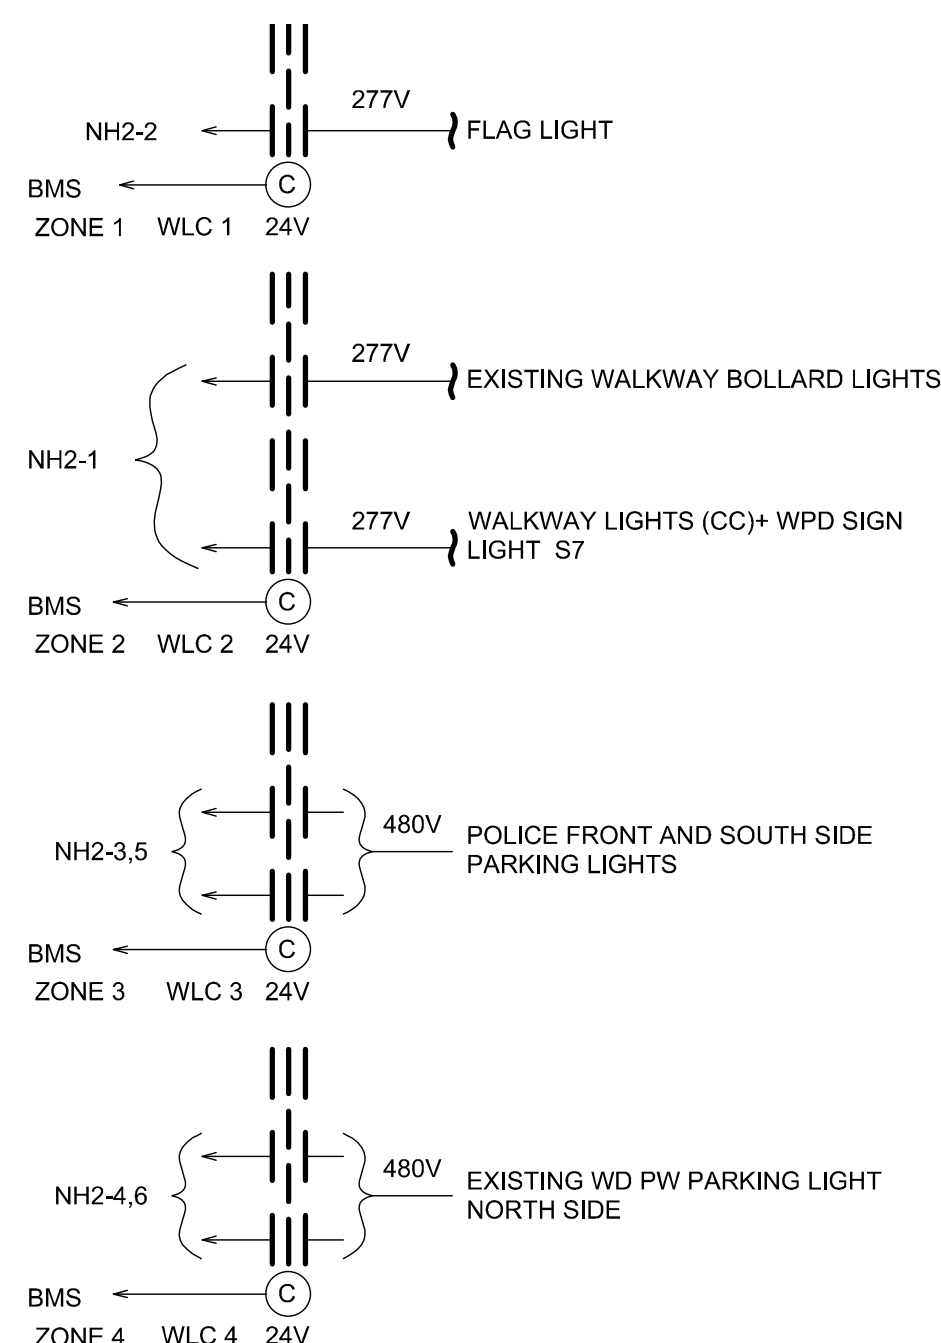 277V
NH2-2
FLAG LIGHT
C
BMS
ZONE 1 WLC 1 24V
277V
EXISTING WALKWAY BOLLARD LIGHTS
NH2-1
277V
WALKWAY LIGHTS (CC)+ WPD SIGN
LIGHT S7
C
BMS
ZONE 2 WLC 2 24V
480V
POLICE FRONT AND SOUTH SIDE
PARKING LIGHTS
NH2-3,5
C
BMS
ZONE 3 WLC 3 24V
480V
EXISTING WD PW PARKING LIGHT
NORTH SIDE
NH2-4,6
C
BMS
ZONE 4 WLC 4 24V